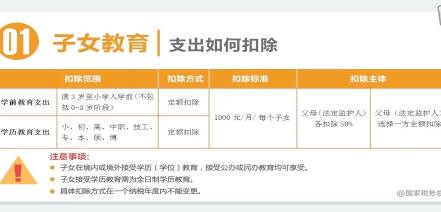 01 子女教育 支出如何扣除
扣除范围 扣除方式 扣除标准 扣除主体
学前教育支出 满 3 岁至小学入学前(不包括 0-3 岁阶段) 定额扣除
1000 元/月/每个子女
父母(法定监护人)各扣除 50%
父母(法定监护人)选择一方全额扣除
学历教育支出 小、初、高、中职、技工、专、本、硕、博 定额扣除
注意事项:
● 子女在境内或境外接受学历(学位)教育,接受公办或民办教育均可享受。
● 子女接受学历教育需为全日制学历教育。
● 具体扣除方式在一个纳税年度内不能变更。
@国家税务总